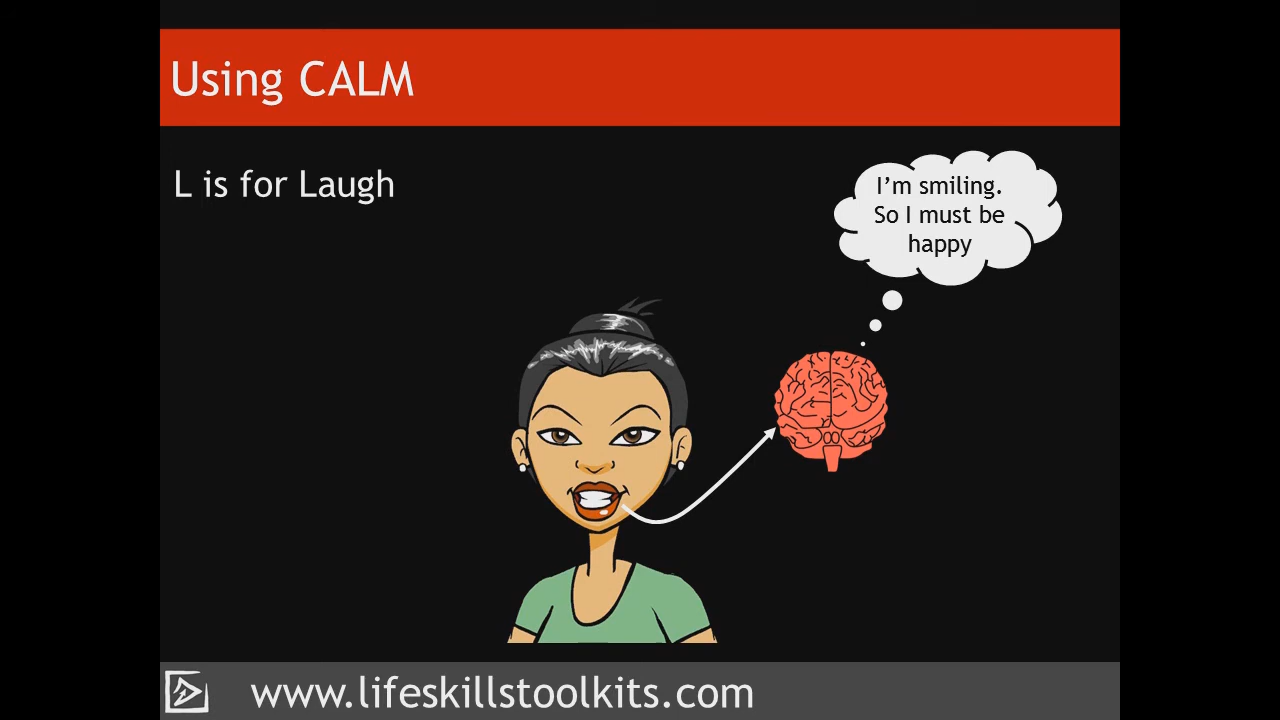 Using CALM
L is for Laugh
I’m smiling.
So I must be
happy
www.lifeskillstoolkits.com